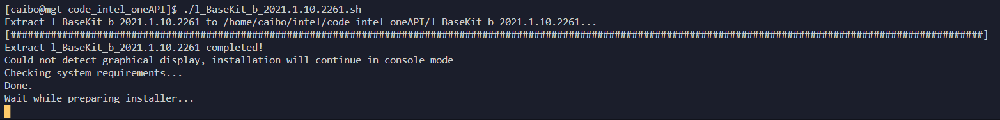 [caibo@mgt code_intel_oneAPI]$ ./l_BaseKit_b_2021.1.10.2261.sh
Extract l_BaseKit_b_2021.1.10.2261 to /home/caibo/intel/code_intel_oneAPI/l_BaseKit_b_2021.1.10.2261...
[########################################################################################################################################################################]
Extract l_BaseKit_b_2021.1.10.2261 completed!
Could not detect graphical display, installation will continue in console mode
Checking system requirements...
Done.
Wait while preparing installer...